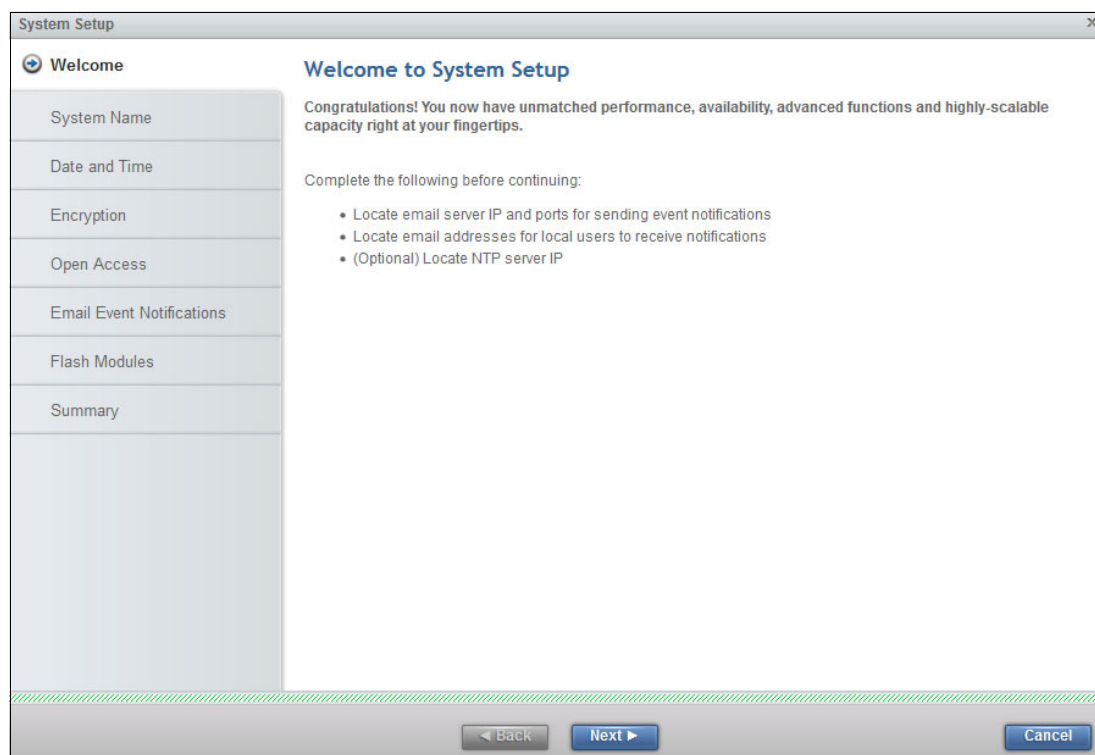 System Setup
x
Welcome
System Name
Date and Time
Encryption
Open Access
Email Event Notifications
Flash Modules
Summary
Welcome to System Setup
Congratulations! You now have unmatched performance, availability, advanced functions and highly-scalable
capacity right at your fingertips.
Complete the following before continuing:
• Locate email server IP and ports for sending event notifications
• Locate email addresses for local users to receive notifications
• (Optional) Locate NTP server IP
◄ Back
Next ►
Cancel